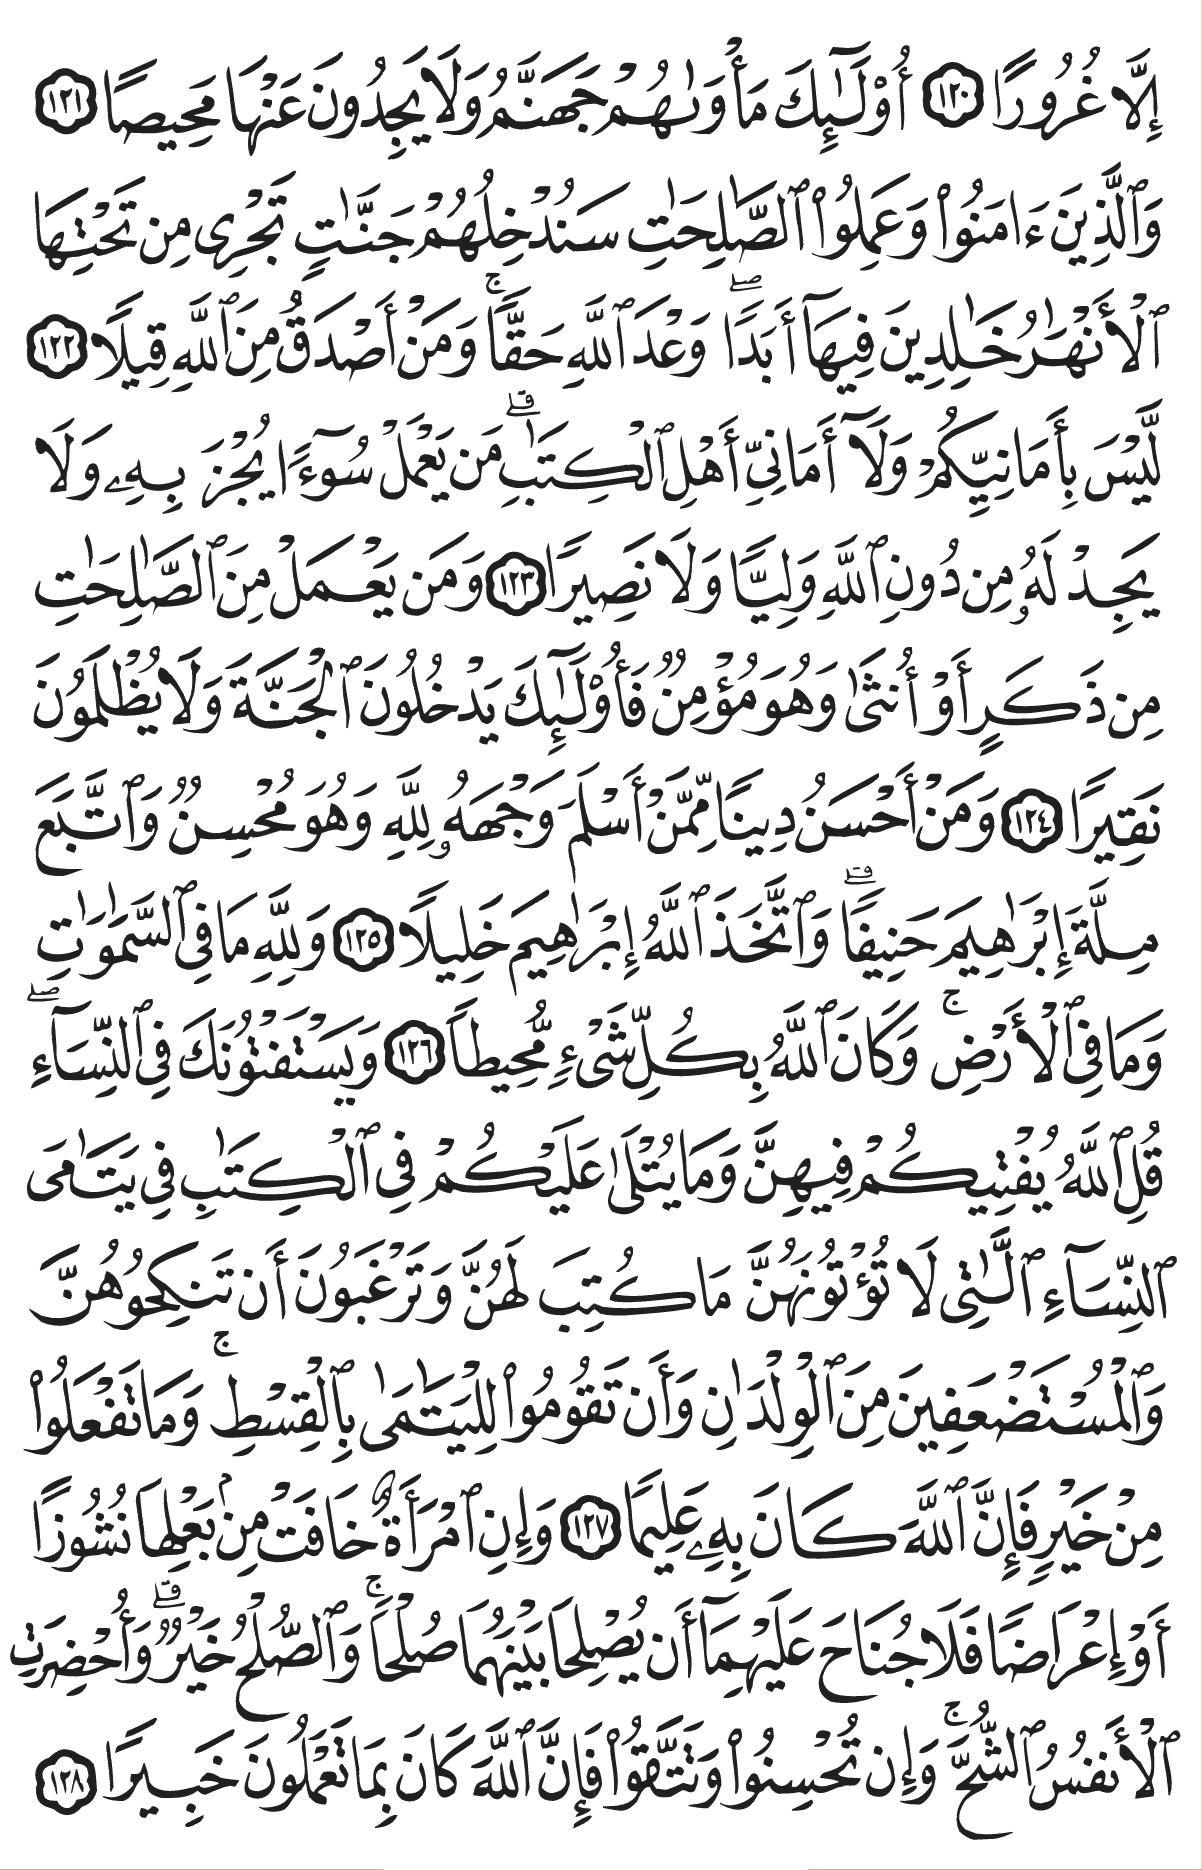 إِلَّا غُرُورًا ١٢٠ أُوْلَـٰٓئِكَ مَأْوَىٰهُمْ جَهَنَّمُ وَلَا يَجِدُونَ عَنْهَا مَحِيصًا ١٢١
وَٱلَّذِينَ ءَامَنُواْ وَعَمِلُواْ ٱلصَّـٰلِحَـٰتِ سَنُدْخِلُهُمْ جَنَّـٰتٍ تَجْرِى مِن تَحْتِهَا
ٱلْأَنْهَـٰرُ خَـٰلِدِينَ فِيهَآ أَبَدًا ۖ وَعْدَ ٱللَّهِ حَقًّا ۚ وَمَنْ أَصْدَقُ مِنَ ٱللَّهِ قِيلًا ١٢٢
لَّيْسَ بِأَمَانِيِّكُمْ وَلَآ أَمَانِىِّ أَهْلِ ٱلْكِتَـٰبِ ۗ مَن يَعْمَلْ سُوٓءًا يُجْزَ بِهِۦ وَلَا
يَجِدْ لَهُۥ مِن دُونِ ٱللَّهِ وَلِيًّا وَلَا نَصِيرًا ١٢٣ وَمَن يَعْمَلْ مِنَ ٱلصَّـٰلِحَـٰتِ
مِن ذَكَرٍ أَوْ أُنثَىٰ وَهُوَ مُؤْمِنٌ فَأُوْلَـٰٓئِكَ يَدْخُلُونَ ٱلْجَنَّةَ وَلَا يُظْلَمُونَ
نَقِيرًا ١٢٤ وَمَنْ أَحْسَنُ دِينًا مِّمَّنْ أَسْلَمَ وَجْهَهُۥ لِلَّهِ وَهُوَ مُحْسِنٌ وَٱتَّبَعَ
مِلَّةَ إِبْرَٰهِيمَ حَنِيفًا ۗ وَٱتَّخَذَ ٱللَّهُ إِبْرَٰهِيمَ خَلِيلًا ١٢٥ وَلِلَّهِ مَا فِى ٱلسَّمَـٰوَٰتِ
وَمَا فِى ٱلْأَرْضِ ۚ وَكَانَ ٱللَّهُ بِكُلِّ شَىْءٍ مُّحِيطًا ١٢٦ وَيَسْتَفْتُونَكَ فِى ٱلنِّسَآءِ ۖ
قُلِ ٱللَّهُ يُفْتِيكُمْ فِيهِنَّ وَمَا يُتْلَىٰ عَلَيْكُمْ فِى ٱلْكِتَـٰبِ فِى يَتَـٰمَى
ٱلنِّسَآءِ ٱلَّـٰتِى لَا تُؤْتُونَهُنَّ مَا كُتِبَ لَهُنَّ وَتَرْغَبُونَ أَن تَنكِحُوهُنَّ
وَٱلْمُسْتَضْعَفِينَ مِنَ ٱلْوِلْدَٰنِ وَأَن تَقُومُواْ لِلْيَتَـٰمَىٰ بِٱلْقِسْطِ ۚ وَمَا تَفْعَلُواْ
مِنْ خَيْرٍ فَإِنَّ ٱللَّهَ كَانَ بِهِۦ عَلِيمًا ١٢٧ وَإِنِ ٱمْرَأَةٌ خَافَتْ مِنۢ بَعْلِهَا نُشُوزًا
أَوْ إِعْرَاضًا فَلَا جُنَاحَ عَلَيْهِمَآ أَن يُصْلِحَا بَيْنَهُمَا صُلْحًا ۚ وَٱلصُّلْحُ خَيْرٌ ۗ وَأُحْضِرَتِ
ٱلْأَنفُسُ ٱلشُّحَّ ۚ وَإِن تُحْسِنُواْ وَتَتَّقُواْ فَإِنَّ ٱللَّهَ كَانَ بِمَا تَعْمَلُونَ خَبِيرًا ١٢٨